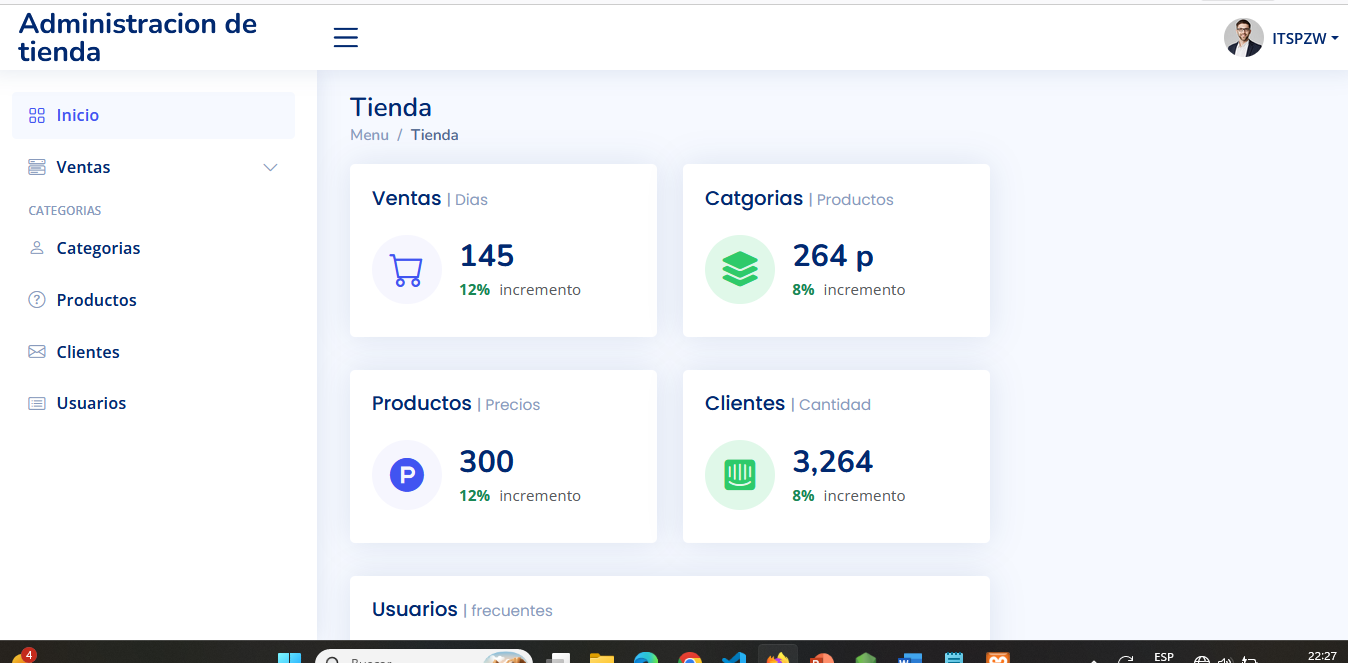 Administracion de
tienda
ITSPZW
Inicio
Ventas
CATEGORIAS
Categorias
Productos
Clientes
Usuarios
Tienda
Menu / Tienda
Ventas | Dias
145
12% incremento
Catgorias | Productos
264 p
8% incremento
Productos | Precios
P
300
12% incremento
Clientes | Cantidad
3,264
8% incremento
Usuarios | frecuentes
4
Buscar
ESP
22:27